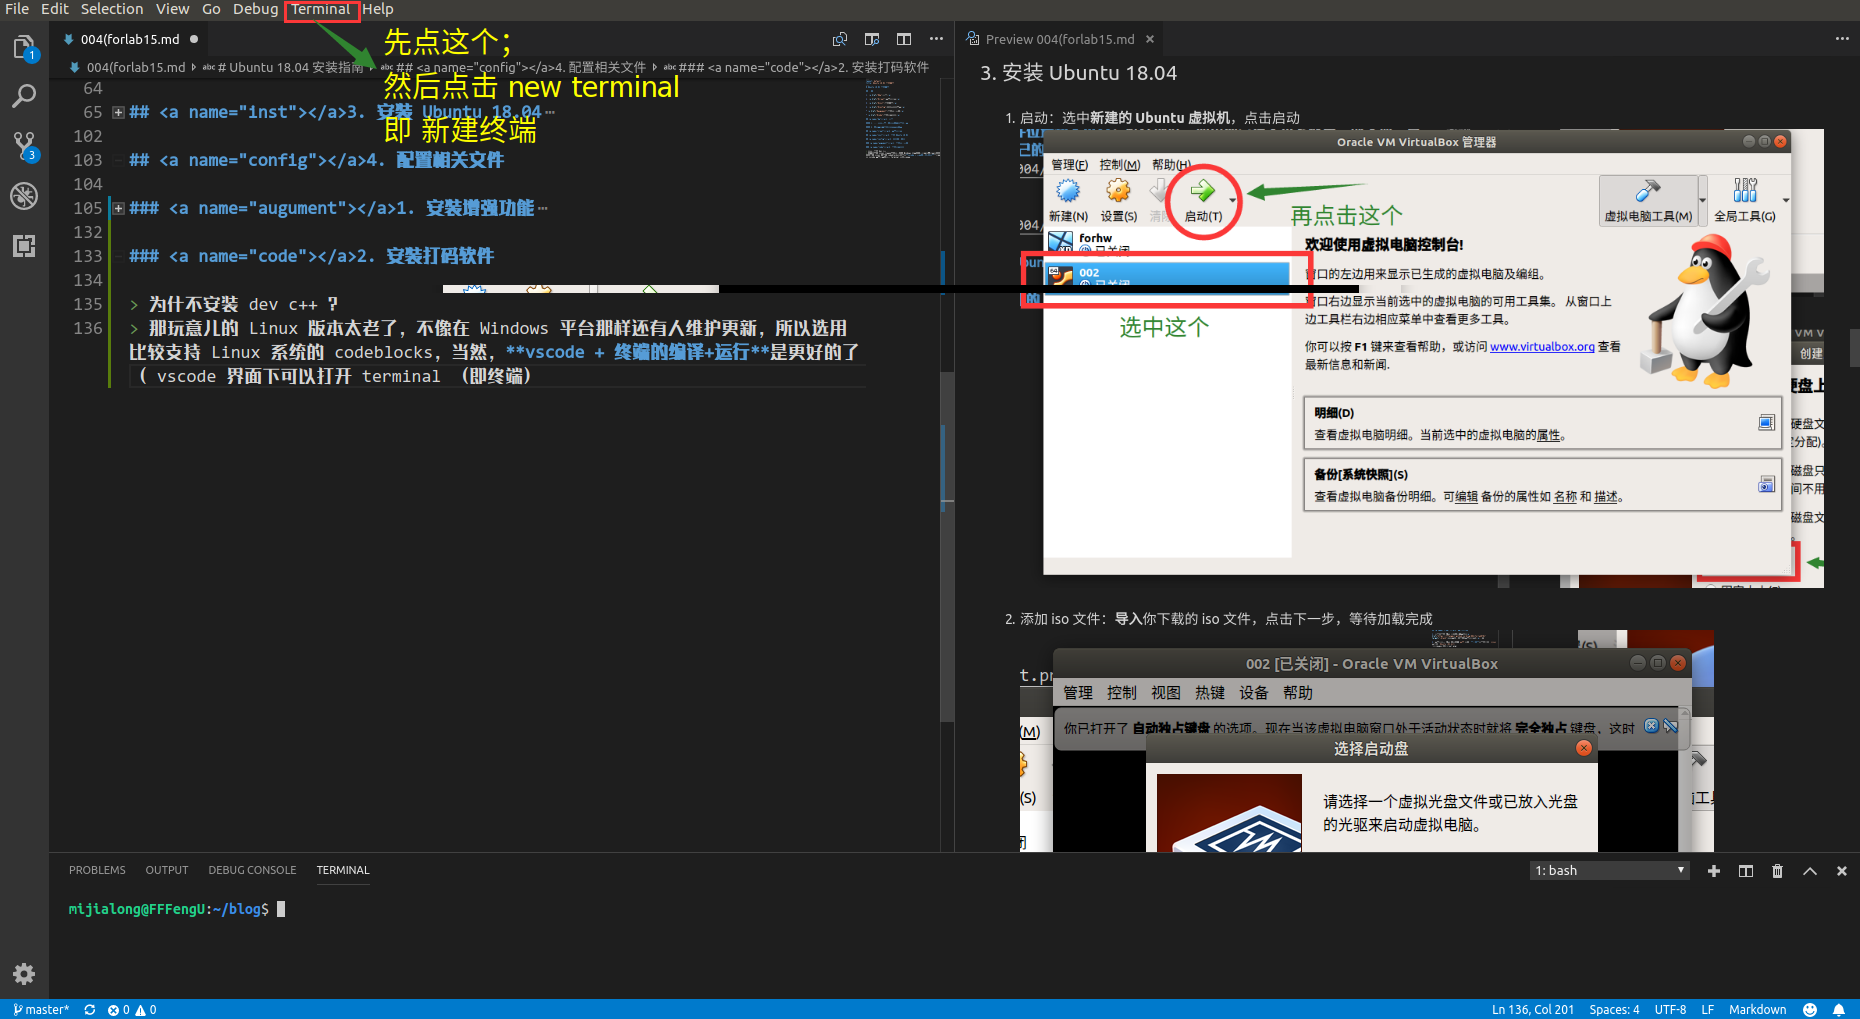 File Edit Selection View Go Debug Terminal Help
004(forlab15.md
先点这个；
然后点击 new terminal
即 新建终端
004(forlab15.md
# Ubuntu 18.04 安装指南
## <a name="config"></a>4. 配置相关文件
### <a name="code"></a>2. 安装打码软件
64
65 ## <a name="inst"></a>3. 安装 Ubuntu 18.04
102
103 ## <a name="config"></a>4. 配置相关文件
104
105 ### <a name="augument"></a>1. 安装增强功能
132
133 ### <a name="code"></a>2. 安装打码软件
134
135 > 为什不安装 dev c++ ?
136 > 那玩意儿的 Linux 版本太老了，不像在 Windows 平台那样还有人维护更新，所以选用
比较支持 Linux 系统的 codeblocks，当然，**vscode + 终端的编译+运行**是更好的了
( vscode 界面下可以打开 terminal （即终端）
Preview 004(forlab15.md
3. 安装 Ubuntu 18.04
1. 启动：选中新建的 Ubuntu 虚拟机，点击启动
Oracle VM VirtualBox 管理器
管理(F) 控制(M) 帮助(H)
新建(N) 设置(S) 清除 启动(T)
再点击这个
虚拟电脑工具(M) 全局工具(G)
forhw
已关闭
002
选中这个
欢迎使用虚拟电脑控制台!
窗口的左边用来显示已生成的虚拟电脑及编组。
窗口右边显示当前选中的虚拟电脑的可用工具集。 从窗口上
边工具栏右边相应菜单中查看更多工具。
你可以按 F1 键来查看帮助，或访问 www.virtualbox.org 查看
最新信息和新闻.
明细(D)
查看虚拟电脑明细。当前选中的虚拟电脑的属性。
备份[系统快照](S)
查看虚拟电脑备份明细。可编辑 备份的属性如 名称 和 描述。
创建
硬盘文
磁盘只
间不用
磁盘文
2. 添加 iso 文件：导入你下载的 iso 文件，点击下一步，等待加载完成
002 [已关闭] - Oracle VM VirtualBox
管理 控制 视图 热键 设备 帮助
你已打开了 自动独占键盘 的选项。现在当该虚拟电脑窗口处于活动状态时就将 完全独占 键盘，这时
选择启动盘
请选择一个虚拟光盘文件或已放入光盘
的光驱来启动虚拟电脑。
(M)
(S)
PROBLEMS OUTPUT DEBUG CONSOLE TERMINAL
1: bash
mijialong@FFFengU:~/blog$
master* 0 0
Ln 136, Col 201 Spaces: 4 UTF-8 LF Markdown